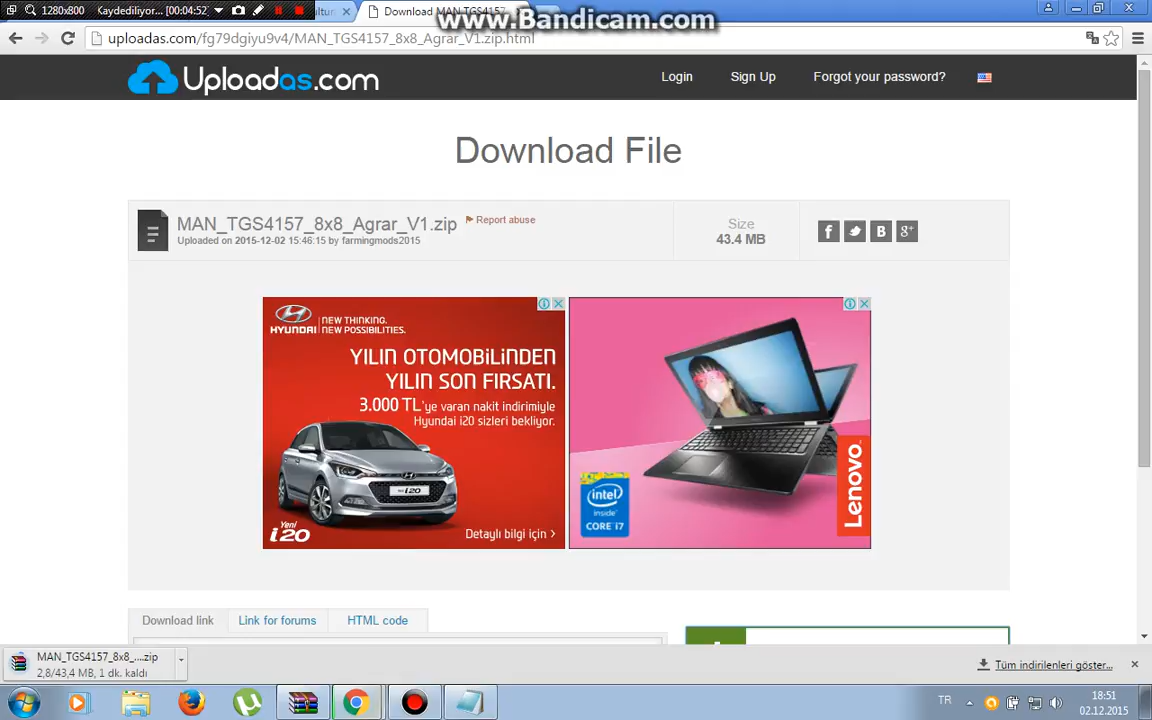 1280x800 Kaydediliyor... [00:04:52]
Download MAN_TGS4157
www.Bandicam.com
uploadas.com/fg79dgiyu9v4/MAN_TGS4157_8x8_Agrar_V1.zip.html
Uploadas.com
Login
Sign Up
Forgot your password?
Download File
MAN_TGS4157_8x8_Agrar_V1.zip
Report abuse
Uploaded on 2015-12-02 15:46:15 by farmingmods2015
Size
43.4 MB
f
B
g+
HYUNDAI
NEW THINKING.
NEW POSSIBILITIES.
YILIN OTOMOBİLİNDEN
YILIN SON FIRSATI.
3.000 TL'ye varan nakit indirimiyle
Hyundai i20 sizleri bekliyor.
Yeni
i20
Detaylı bilgi için >
intel
inside
CORE i7
Lenovo
Download link
Link for forums
HTML code
MAN_TGS4157_8x8_....zip
2,8/43,4 MB, 1 dk. kaldı
Tüm indirilenleri göster...
TR
18:51
02.12.2015